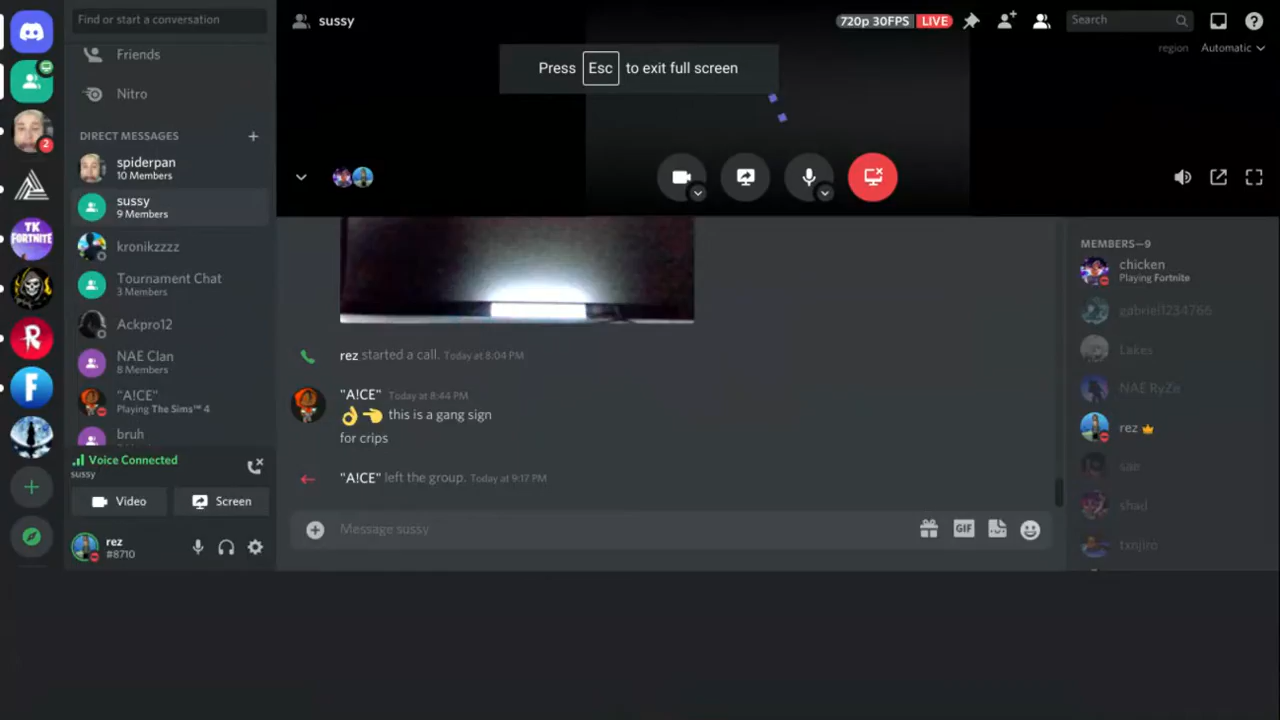 Find or start a conversation
Friends
Nitro
DIRECT MESSAGES
spiderpan
10 Members
sussy
9 Members
kronikzzzz
Tournament Chat
3 Members
Ackpro12
NAE Clan
8 Members
"A!CE"
Playing The Sims™ 4
bruh
Voice Connected
sussy
Video
Screen
rez
#8710
2
TK
FORTNITE
R
F
sussy
720p 30FPS LIVE
Search
region Automatic
Press Esc to exit full screen
rez started a call. Today at 8:04 PM
"A!CE" Today at 8:44 PM
👌👈 this is a gang sign
for crips
"A!CE" left the group. Today at 9:17 PM
Message sussy
GIF
MEMBERS—9
chicken
Playing Fortnite
gabriel1234766
Lakes
NAE RyZe
rez
sae
shad
txnjiro